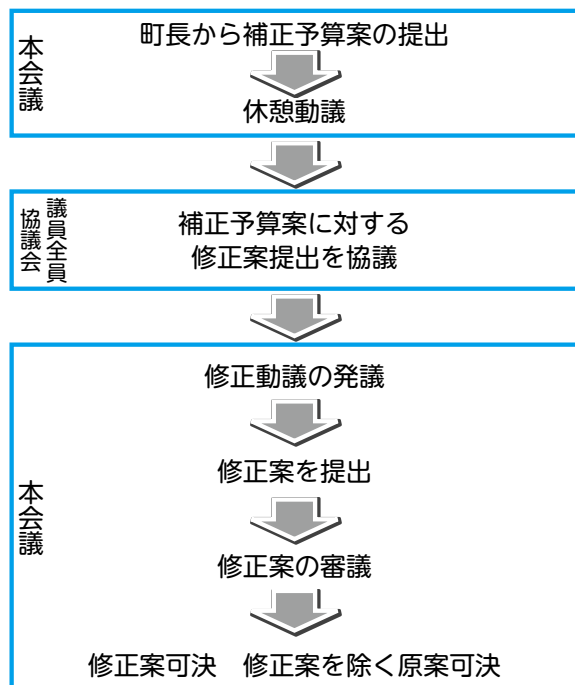 本会議
町長から補正予算案の提出
休憩動議
議員全員
協議会
補正予算案に対する
修正案提出を協議
本会議
修正動議の発議
修正案を提出
修正案の審議
修正案可決　修正案を除く原案可決